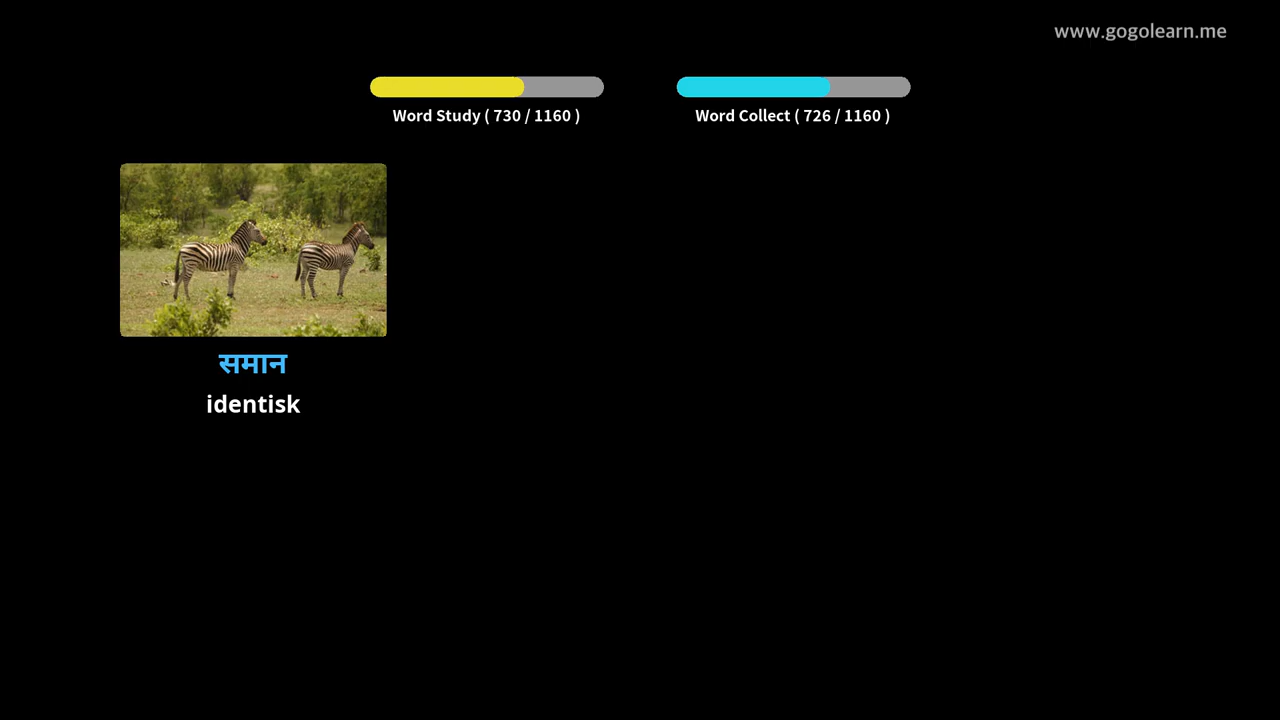 www.gogolearn.me
Word Study ( 730 / 1160 )
Word Collect ( 726 / 1160 )
समान
identisk